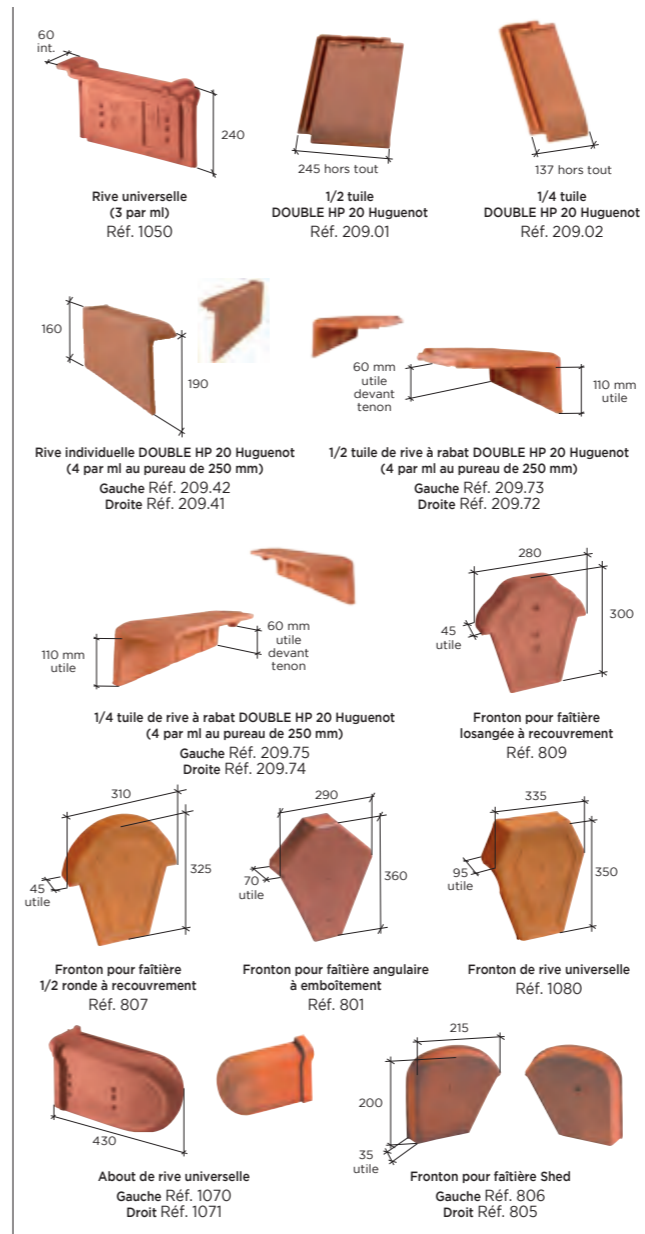 60
int.
240
245 hors tout
137 hors tout
Rive universelle
(3 par ml)
Réf. 1050
1/2 tuile
DOUBLE HP 20 Huguenot
Réf. 209.01
1/4 tuile
DOUBLE HP 20 Huguenot
Réf. 209.02
160
190
60 mm
utile
devant
tenon
110 mm
utile
Rive individuelle DOUBLE HP 20 Huguenot
(4 par ml au pureau de 250 mm)
Gauche Réf. 209.42
Droite Réf. 209.41
1/2 tuile de rive à rabat DOUBLE HP 20 Huguenot
(4 par ml au pureau de 250 mm)
Gauche Réf. 209.73
Droite Réf. 209.72
110 mm
utile
60 mm
utile
devant
tenon
280
300
45
utile
1/4 tuile de rive à rabat DOUBLE HP 20 Huguenot
(4 par ml au pureau de 250 mm)
Gauche Réf. 209.75
Droite Réf. 209.74
Fronton pour faîtière
losangée à recouvrement
Réf. 809
310
325
45
utile
290
360
70
utile
335
350
95
utile
Fronton pour faîtière
1/2 ronde à recouvrement
Réf. 807
Fronton pour faîtière angulaire
à emboîtement
Réf. 801
Fronton de rive universelle
Réf. 1080
430
215
200
35
utile
About de rive universelle
Gauche Réf. 1070
Droit Réf. 1071
Fronton pour faîtière Shed
Gauche Réf. 806
Droit Réf. 805